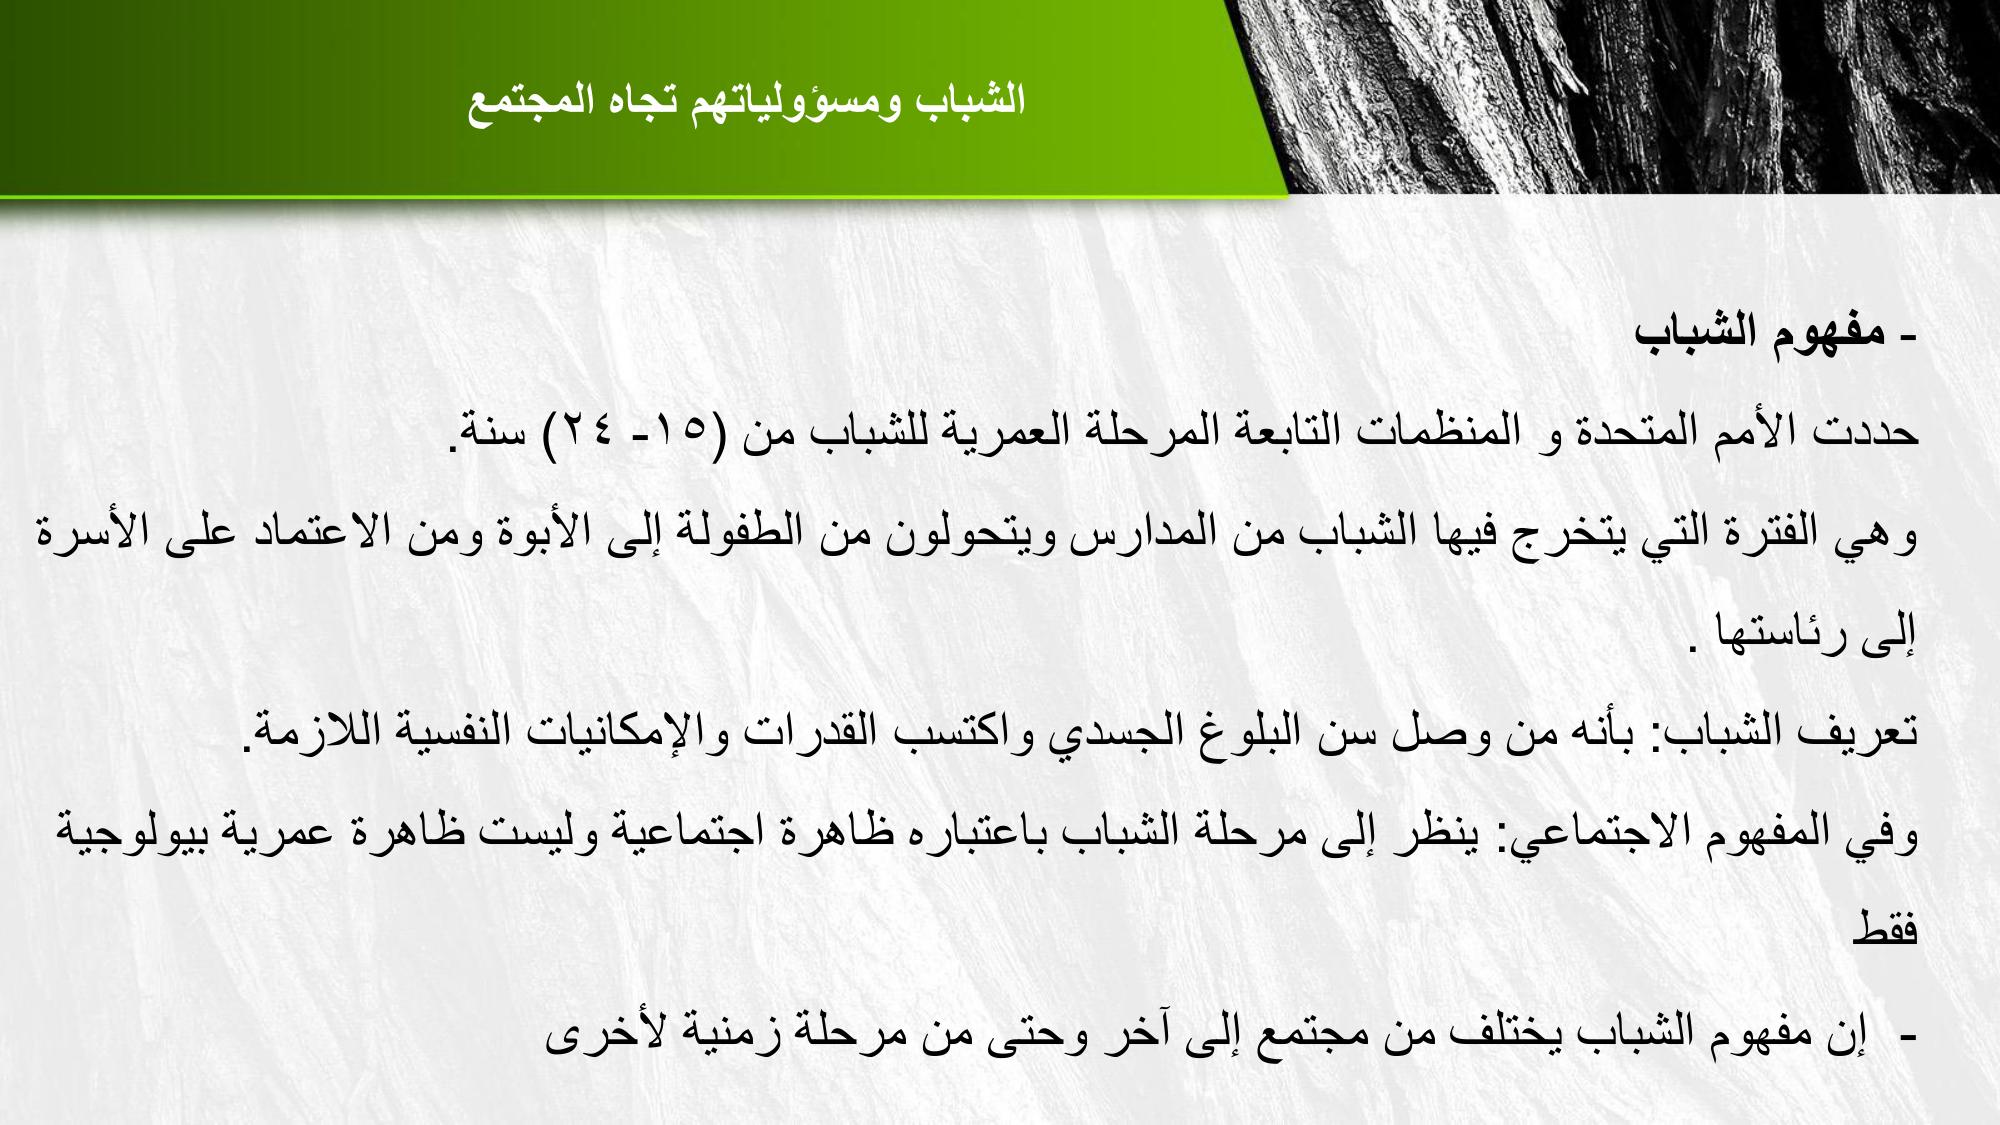 الشباب ومسؤولياتهم تجاه المجتمع
- مفهوم الشباب
حددت الأمم المتحدة و المنظمات التابعة المرحلة العمرية للشباب من (١٥- ٢٤) سنة.
وهي الفترة التي يتخرج فيها الشباب من المدارس ويتحولون من الطفولة إلى الأبوة ومن الاعتماد على الأسرة
إلى رئاستها .
تعريف الشباب: بأنه من وصل سن البلوغ الجسدي واكتسب القدرات والإمكانيات النفسية اللازمة.
وفي المفهوم الاجتماعي: ينظر إلى مرحلة الشباب باعتباره ظاهرة اجتماعية وليست ظاهرة عمرية بيولوجية
فقط
- إن مفهوم الشباب يختلف من مجتمع إلى آخر وحتى من مرحلة زمنية لأخرى